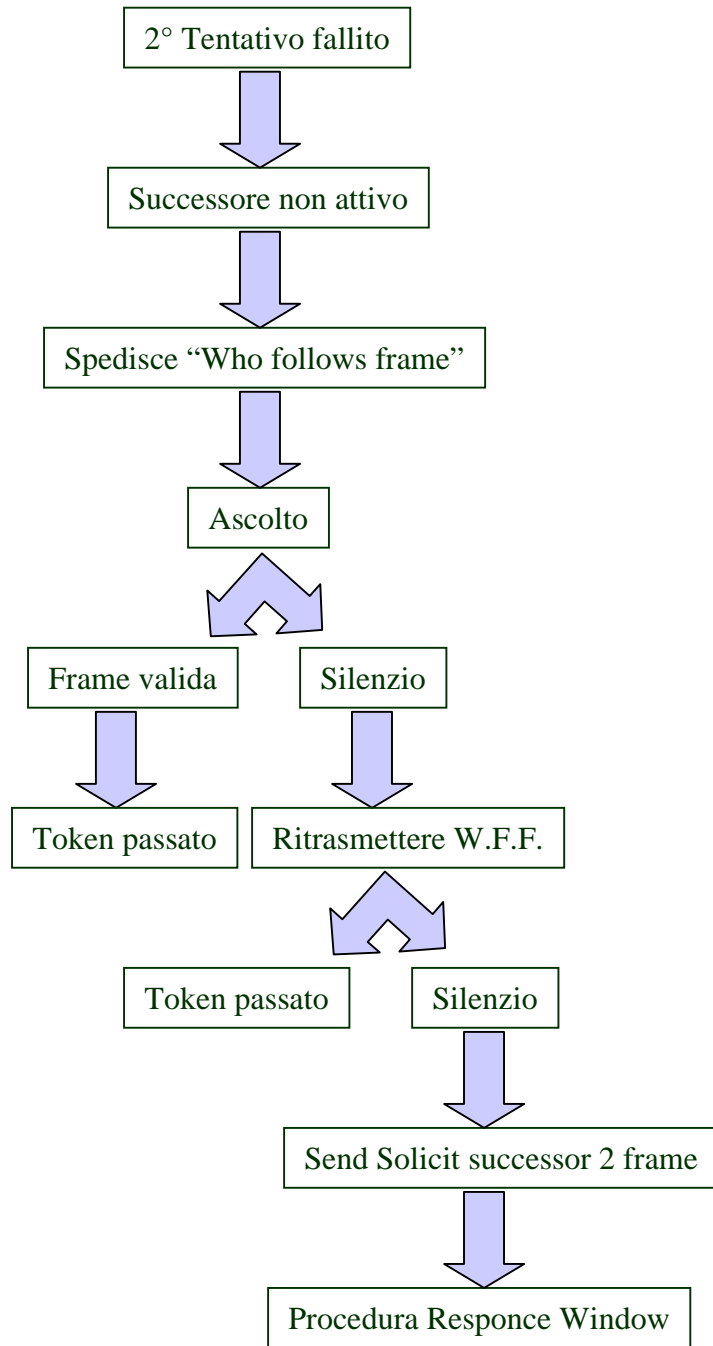 2° Tentativo fallito
Successore non attivo
Spedisce “Who follows frame”
Ascolto
Frame valida
Silenzio
Token passato
Ritrasmettere W.F.F.
Token passato
Silenzio
Send Solicit successor 2 frame
Procedura Responce Window